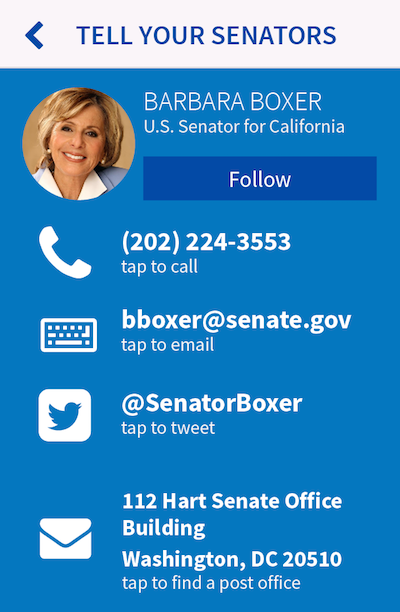 TELL YOUR SENATORS
BARBARA BOXER
U.S. Senator for California
Follow
(202) 224-3553
tap to call
bboxer@senate.gov
tap to email
@SenatorBoxer
tap to tweet
112 Hart Senate Office
Building
Washington, DC 20510
tap to find a post office